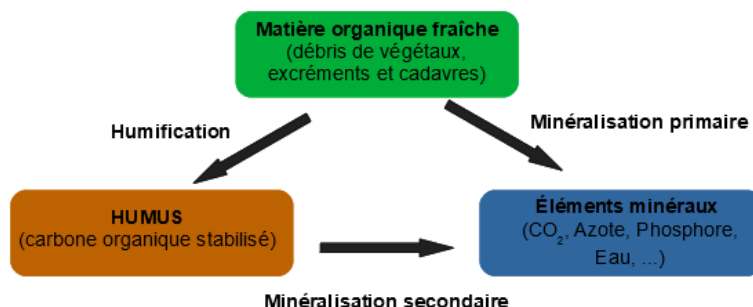 Matière organique fraîche
(débris de végétaux,
excréments et cadavres)
Humification
Minéralisation primaire
HUMUS
(carbone organique stabilisé)
Éléments minéraux
(CO₂, Azote, Phosphore,
Eau, ...)
Minéralisation secondaire